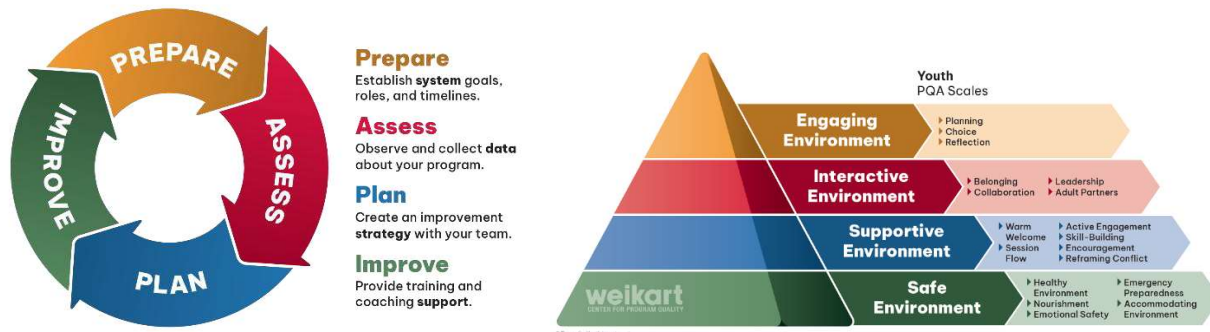 PREPARE
ASSESS
PLAN
IMPROVE
Prepare
Establish system goals,
roles, and timelines.
Assess
Observe and collect data
about your program.
Plan
Create an improvement
strategy with your team.
Improve
Provide training and
coaching support.
Youth
PQA Scales
Engaging
Environment
Planning
Choice
Reflection
Interactive
Environment
Belonging
Collaboration
Leadership
Adult Partners
Supportive
Environment
Warm
Welcome
Session
Flow
Active Engagement
Skill-Building
Encouragement
Reframing Conflict
Safe
Environment
Healthy
Environment
Nourishment
Emotional Safety
Emergency
Preparedness
Accommodating
Environment
weikart
CENTER FOR PROGRAM QUALITY